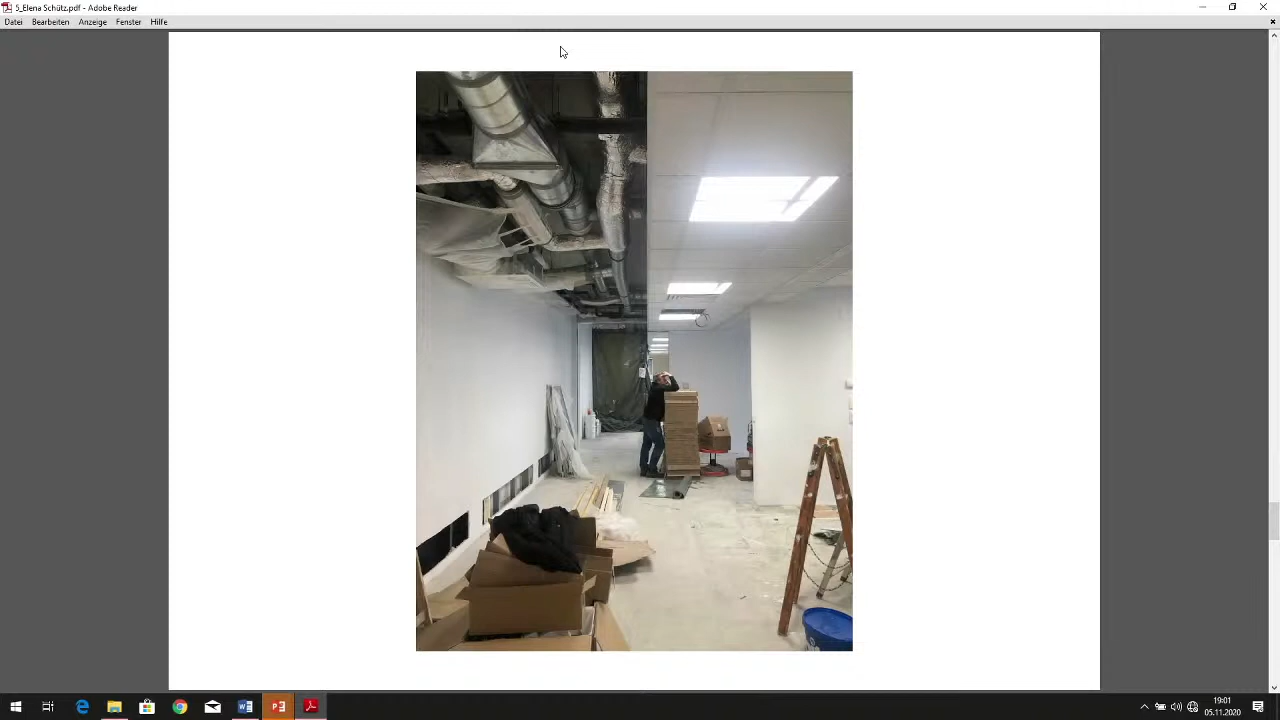 5_Elena Schütz.pdf - Adobe Reader
Datei Bearbeiten Anzeige Fenster Hilfe
19:01
05.11.2020